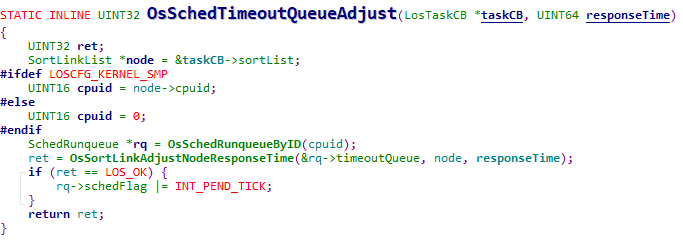 STATIC INLINE UINT32 OsSchedTimeoutQueueAdjust(LosTaskCB *taskCB, UINT64 responseTime)
{
    UINT32 ret;
    SortLinkList *node = &taskCB->sortList;
#ifdef LOSCFG_KERNEL_SMP
    UINT16 cpuid = node->cpuid;
#else
    UINT16 cpuid = 0;
#endif
    SchedRunqueue *rq = OsSchedRunqueueByID(cpuid);
    ret = OsSortLinkAdjustNodeResponseTime(&rq->timeoutQueue, node, responseTime);
    if (ret == LOS_OK) {
        rq->schedFlag |= INT_PEND_TICK;
    }
    return ret;
}